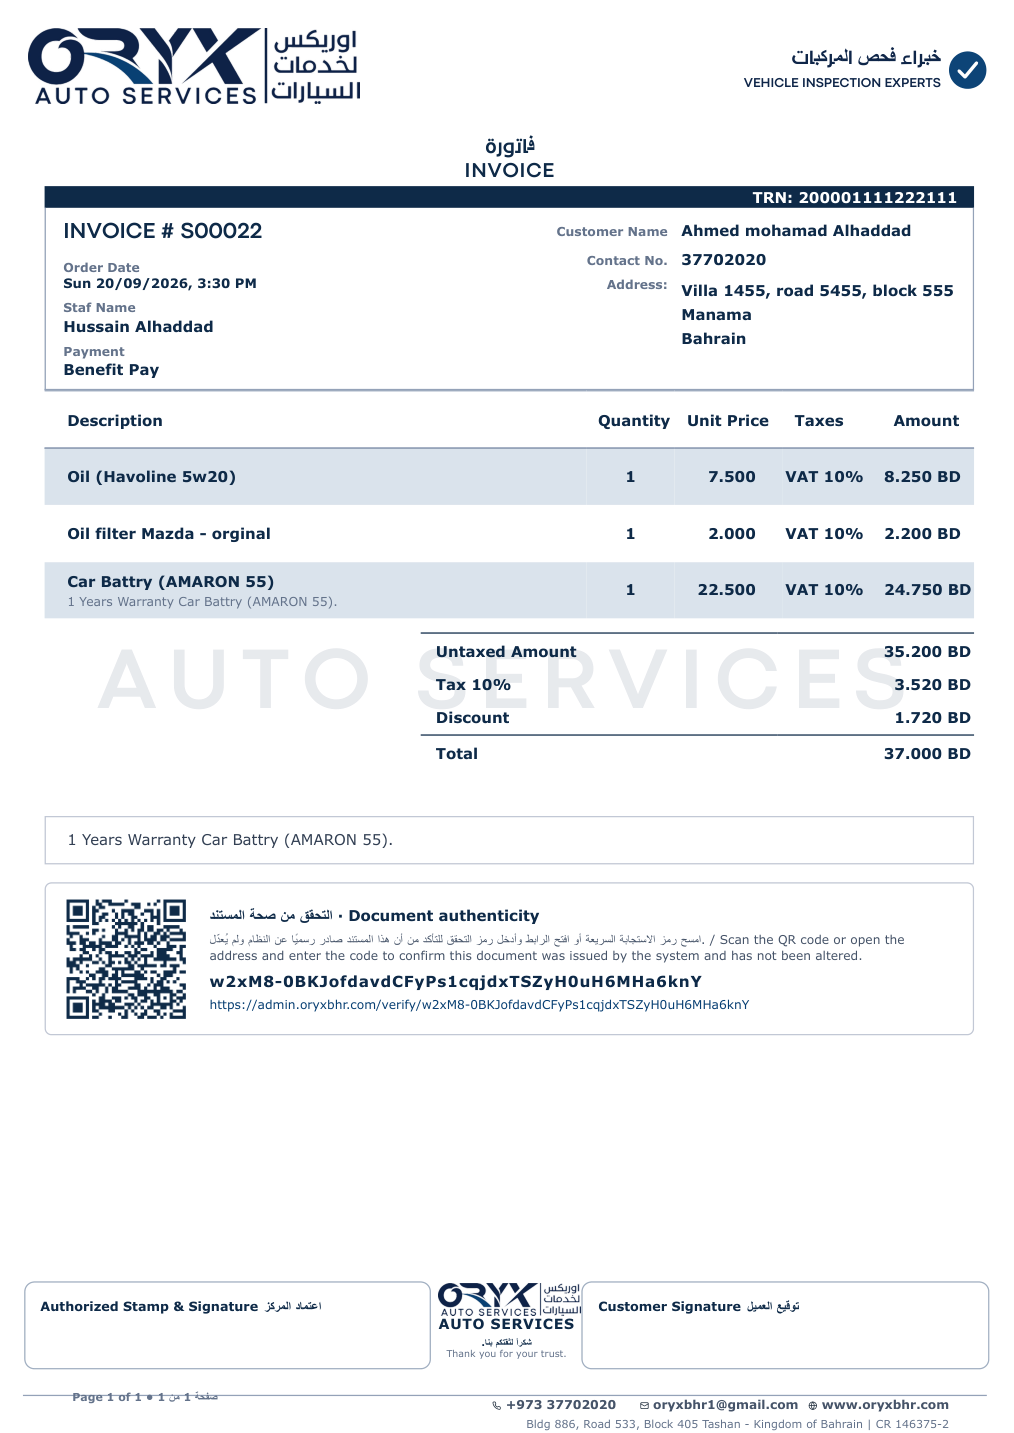 ORYX
AUTO SERVICES
اوريكس
لخدمات
السيارات
خبراء فحص المركبات
VEHICLE INSPECTION EXPERTS
فاتورة
INVOICE
TRN: 200001111222111
INVOICE # S00022
Order Date
Sun 20/09/2026, 3:30 PM
Staf Name
Hussain Alhaddad
Payment
Benefit Pay
Customer Name Ahmed mohamad Alhaddad
Contact No. 37702020
Address: Villa 1455, road 5455, block 555
Manama
Bahrain
Description Quantity Unit Price Taxes Amount
Oil (Havoline 5w20) 1 7.500 VAT 10% 8.250 BD
Oil filter Mazda - orginal 1 2.000 VAT 10% 2.200 BD
Car Battry (AMARON 55) 1 22.500 VAT 10% 24.750 BD
1 Years Warranty Car Battry (AMARON 55).
AUTO SERVICES
Untaxed Amount 35.200 BD
Tax 10% 3.520 BD
Discount 1.720 BD
Total 37.000 BD
1 Years Warranty Car Battry (AMARON 55).
التحقق من صحة المستند · Document authenticity
امسح رمز الاستجابة السريعة أو افتح الرابط وأدخل رمز التحقق للتأكد من أن هذا المستند صادر رسميًا عن النظام ولم يُعدّل. / Scan the QR code or open the
address and enter the code to confirm this document was issued by the system and has not been altered.
w2xM8-0BKJofdavdCFyPs1cqjdxTSZyH0uH6MHa6knY
https://admin.oryxbhr.com/verify/w2xM8-0BKJofdavdCFyPs1cqjdxTSZyH0uH6MHa6knY
Authorized Stamp & Signature اعتماد المركز
ORYX
AUTO SERVICES
اوريكس
لخدمات
السيارات
AUTO SERVICES
شكراً لثقتكم بنا.
Thank you for your trust.
Customer Signature توقيع العميل
Page 1 of 1 • صفحة 1 من 1
+973 37702020 oryxbhr1@gmail.com www.oryxbhr.com
Bldg 886, Road 533, Block 405 Tashan - Kingdom of Bahrain | CR 146375-2